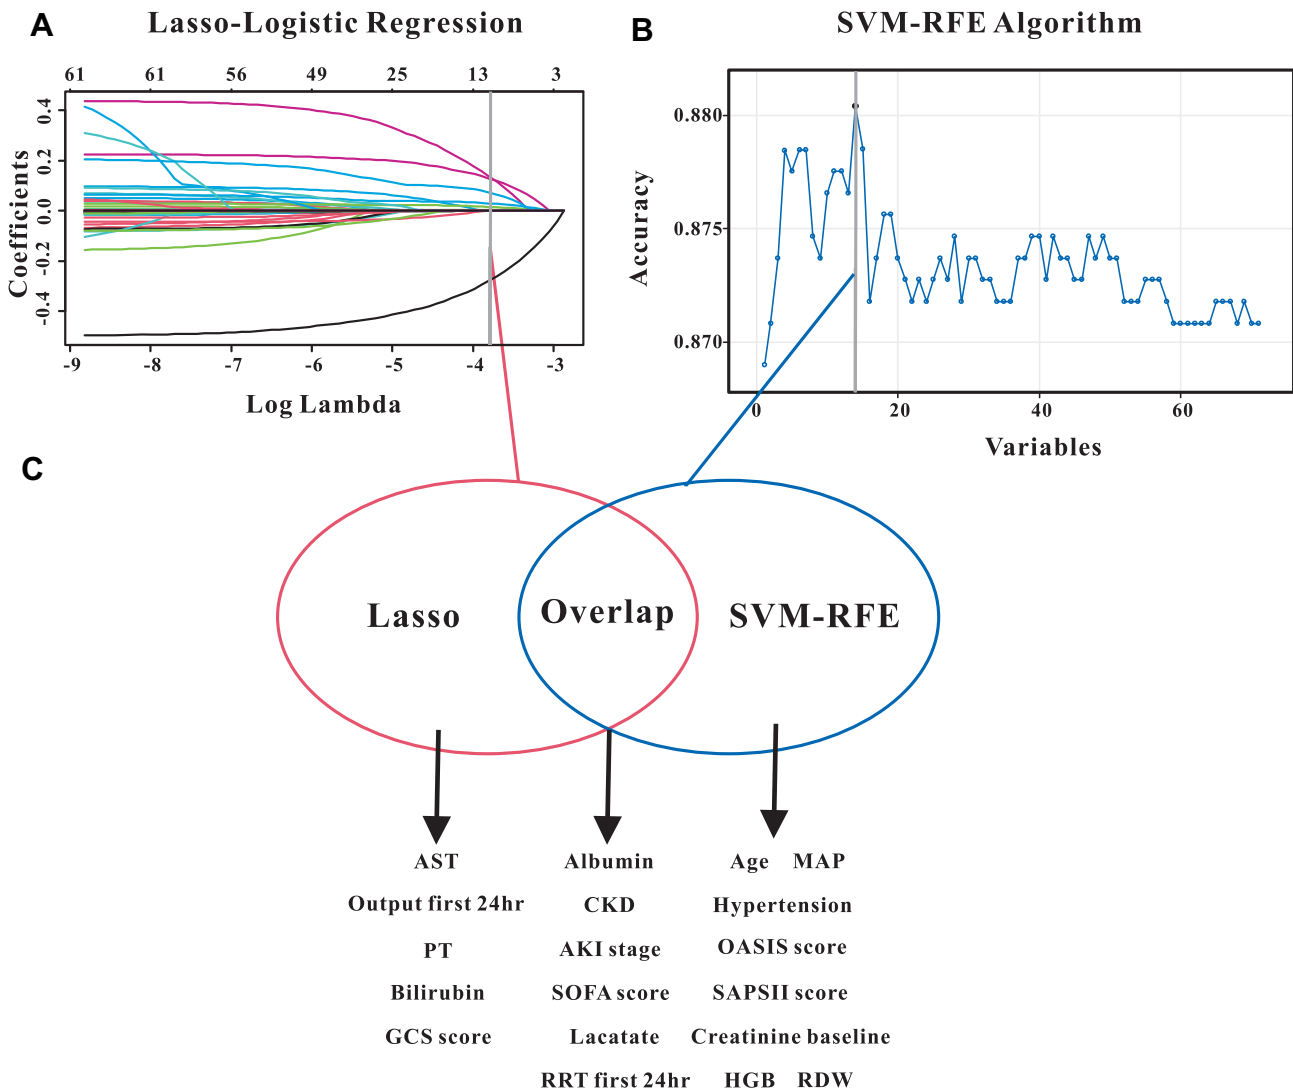 A
Lasso-Logistic Regression
61 61 56 49 25 13 3
0.4
0.2
0.0
-0.2
-0.4
Coefficients
-9 -8 -7 -6 -5 -4 -3
Log Lambda
B
SVM-RFE Algorithm
0.880
0.875
0.870
Accuracy
0 20 40 60
Variables
C
Lasso
Overlap
SVM-RFE
AST
Output first 24hr
PT
Bilirubin
GCS score
Albumin
CKD
AKI stage
SOFA score
Lacatate
RRT first 24hr
Age MAP
Hypertension
OASIS score
SAPSII score
Creatinine baseline
HGB RDW